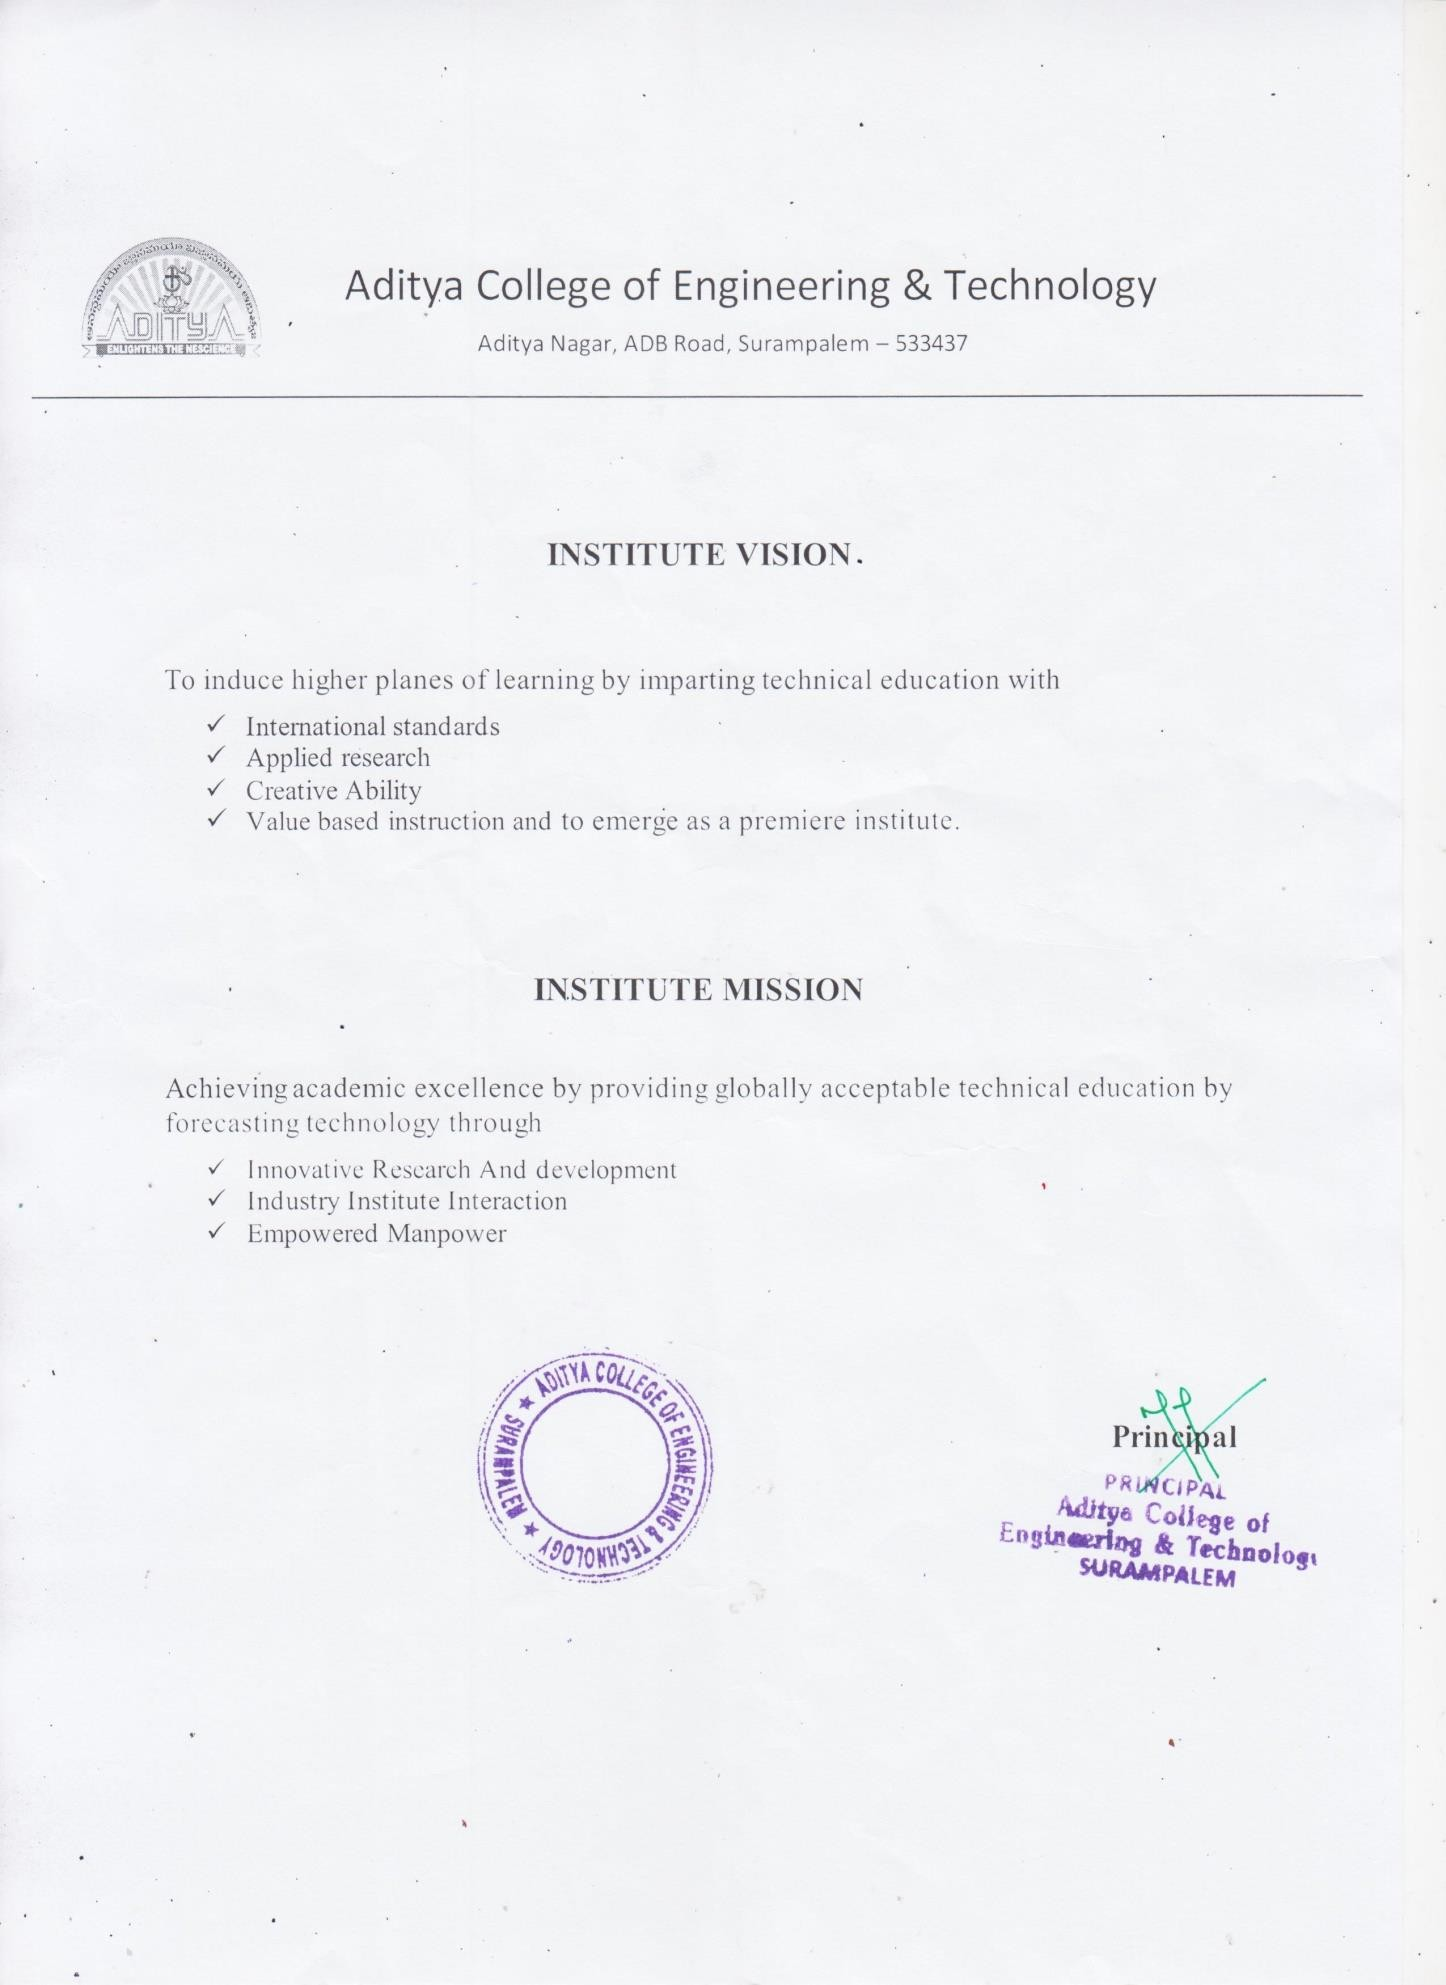 ADITYA
ENLIGHTENS THE NESCIENCE
Aditya College of Engineering & Technology
Aditya Nagar, ADB Road, Surampalem – 533437
INSTITUTE VISION.
To induce higher planes of learning by imparting technical education with
✓ International standards
✓ Applied research
✓ Creative Ability
✓ Value based instruction and to emerge as a premiere institute.
INSTITUTE MISSION
Achieving academic excellence by providing globally acceptable technical education by
forecasting technology through
✓ Innovative Research And development
✓ Industry Institute Interaction
✓ Empowered Manpower
ADITYA COLLEGE OF ENGINEERING & TECHNOLOGY ★ SURAMPALEM ★
Principal
PRINCIPAL
Aditya College of
Engineering & Technology
SURAMPALEM